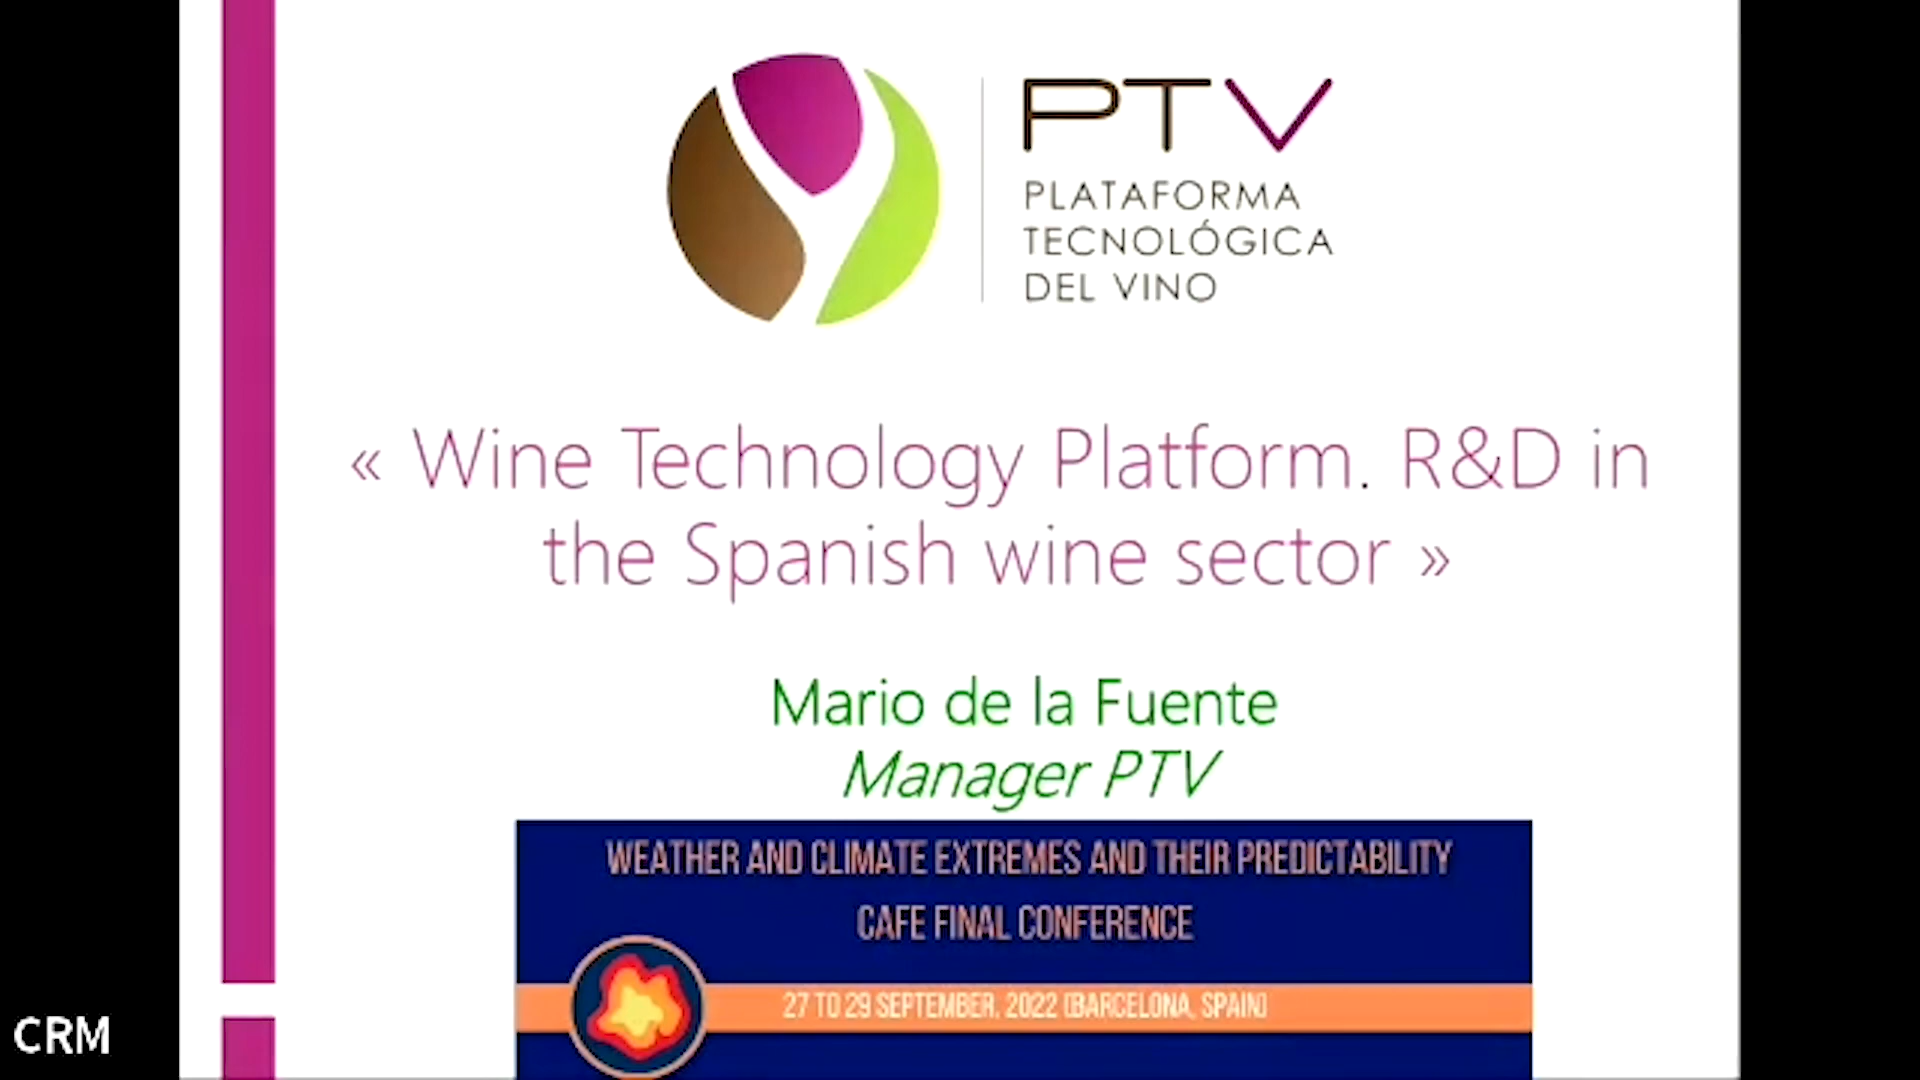 PTV
PLATAFORMA
TECNOLÓGICA
DEL VINO
« Wine Technology Platform. R&D in
the Spanish wine sector »
Mario de la Fuente
Manager PTV
WEATHER AND CLIMATE EXTREMES AND THEIR PREDICTABILITY
CAFE FINAL CONFERENCE
27 TO 29 SEPTEMBER, 2022 (BARCELONA, SPAIN)
CRM